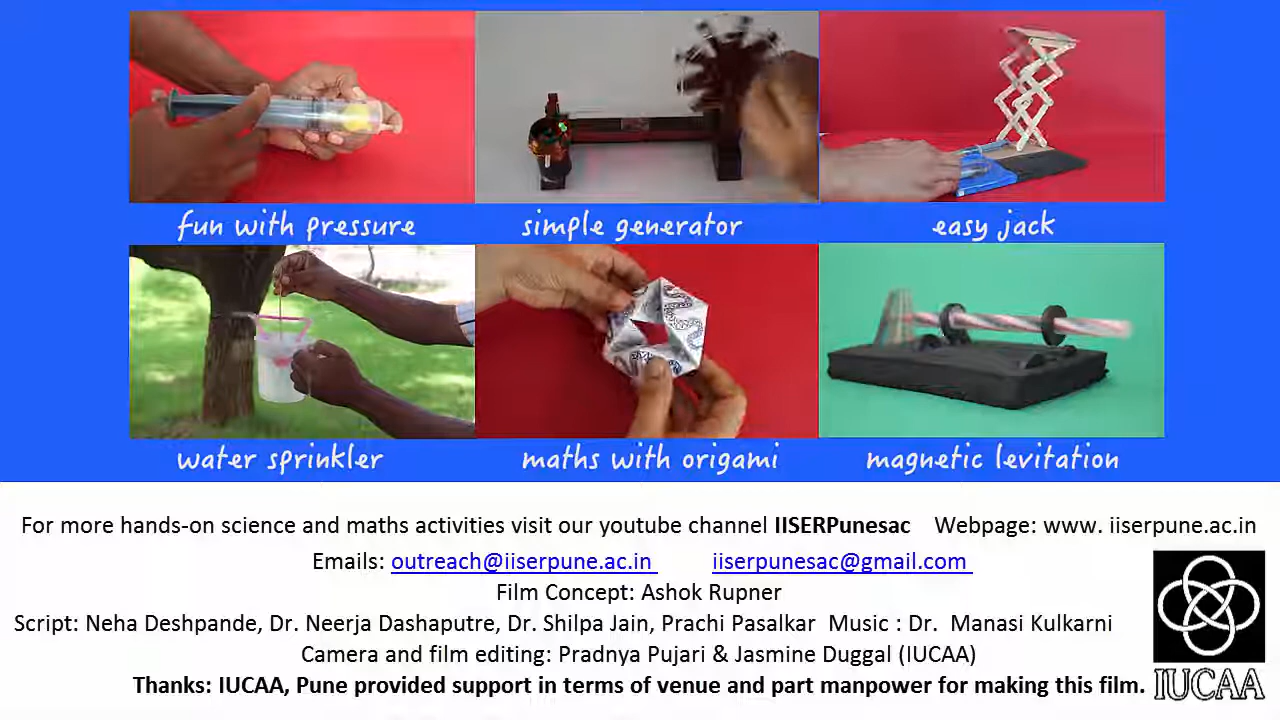 fun with pressure
simple generator
easy jack
water sprinkler
maths with origami
magnetic levitation
For more hands-on science and maths activities visit our youtube channel IISERPunesac Webpage: www. iiserpune.ac.in
Emails: outreach@iiserpune.ac.in iiserpunesac@gmail.com
Film Concept: Ashok Rupner
Script: Neha Deshpande, Dr. Neerja Dashaputre, Dr. Shilpa Jain, Prachi Pasalkar Music : Dr. Manasi Kulkarni
Camera and film editing: Pradnya Pujari & Jasmine Duggal (IUCAA)
Thanks: IUCAA, Pune provided support in terms of venue and part manpower for making this film.
IUCAA